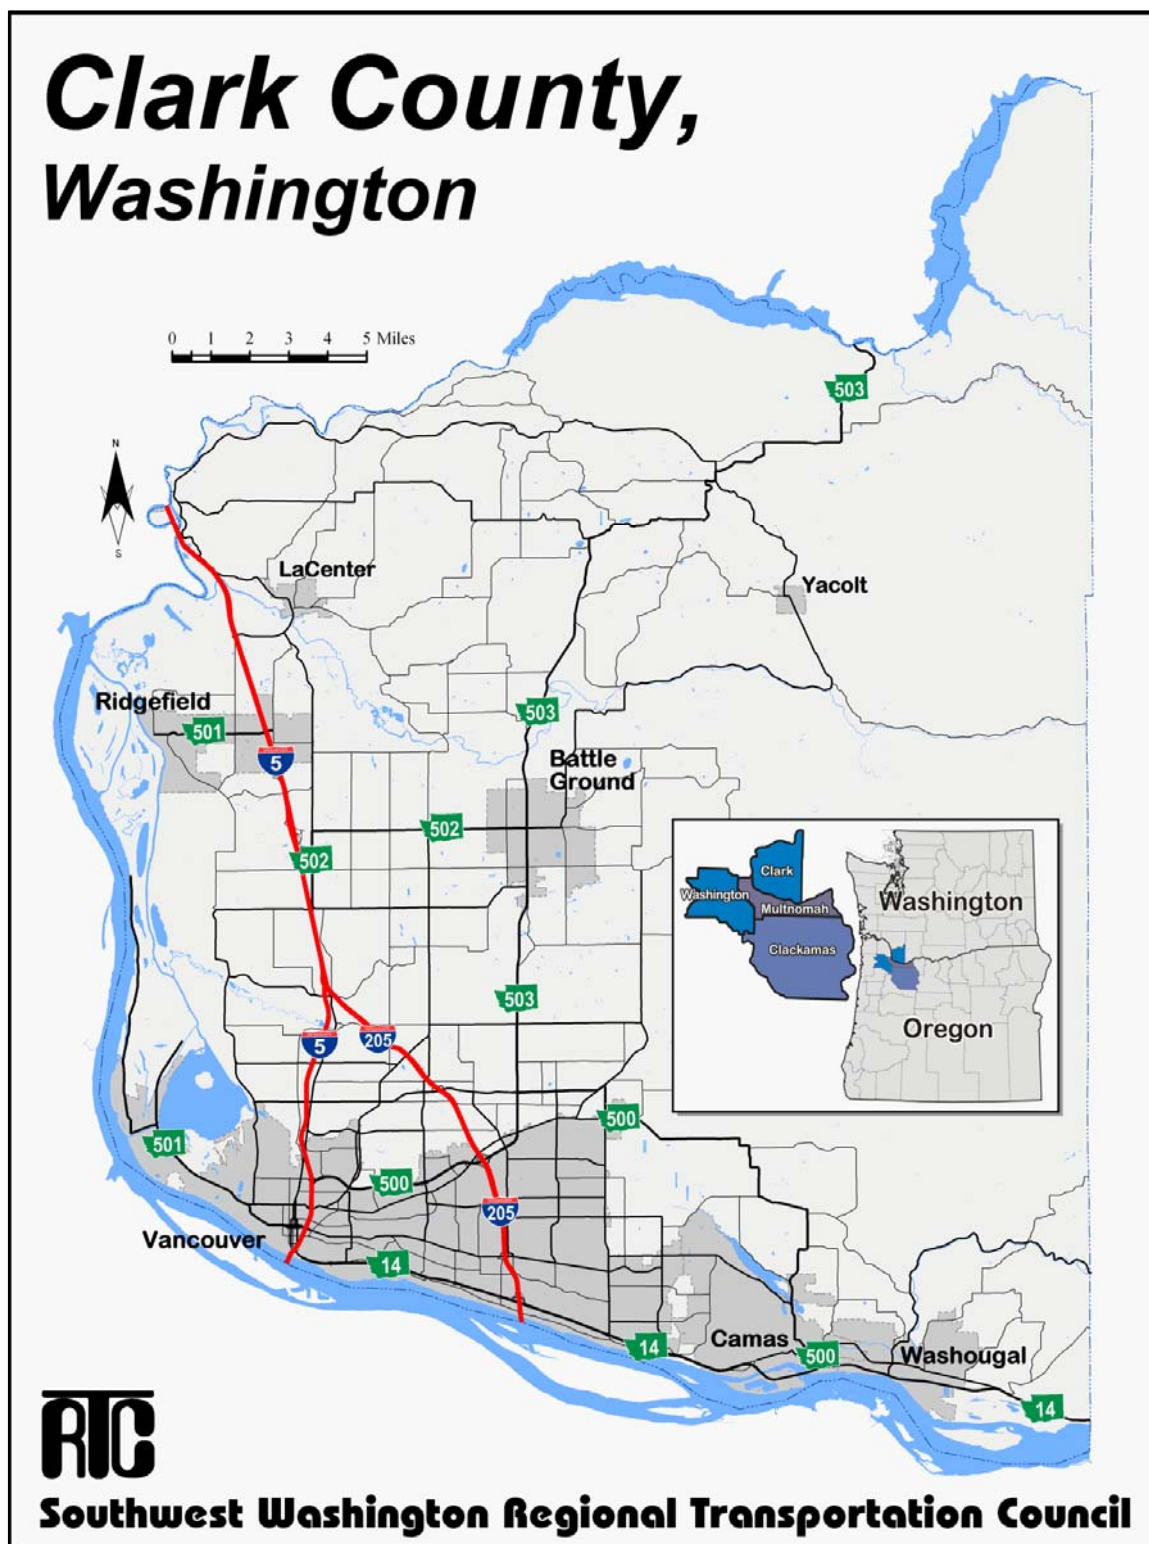 Clark County,
Washington
0 1 2 3 4 5 Miles
503
N
S
LaCenter
Yacolt
Ridgefield
501
503
5
Battle
Ground
502
502
Clark
Washington
Multnomah
Clackamas
Washington
Oregon
503
5
205
500
501
500
205
Vancouver
14
14
Camas
500
Washougal
14
RTC
Southwest Washington Regional Transportation Council